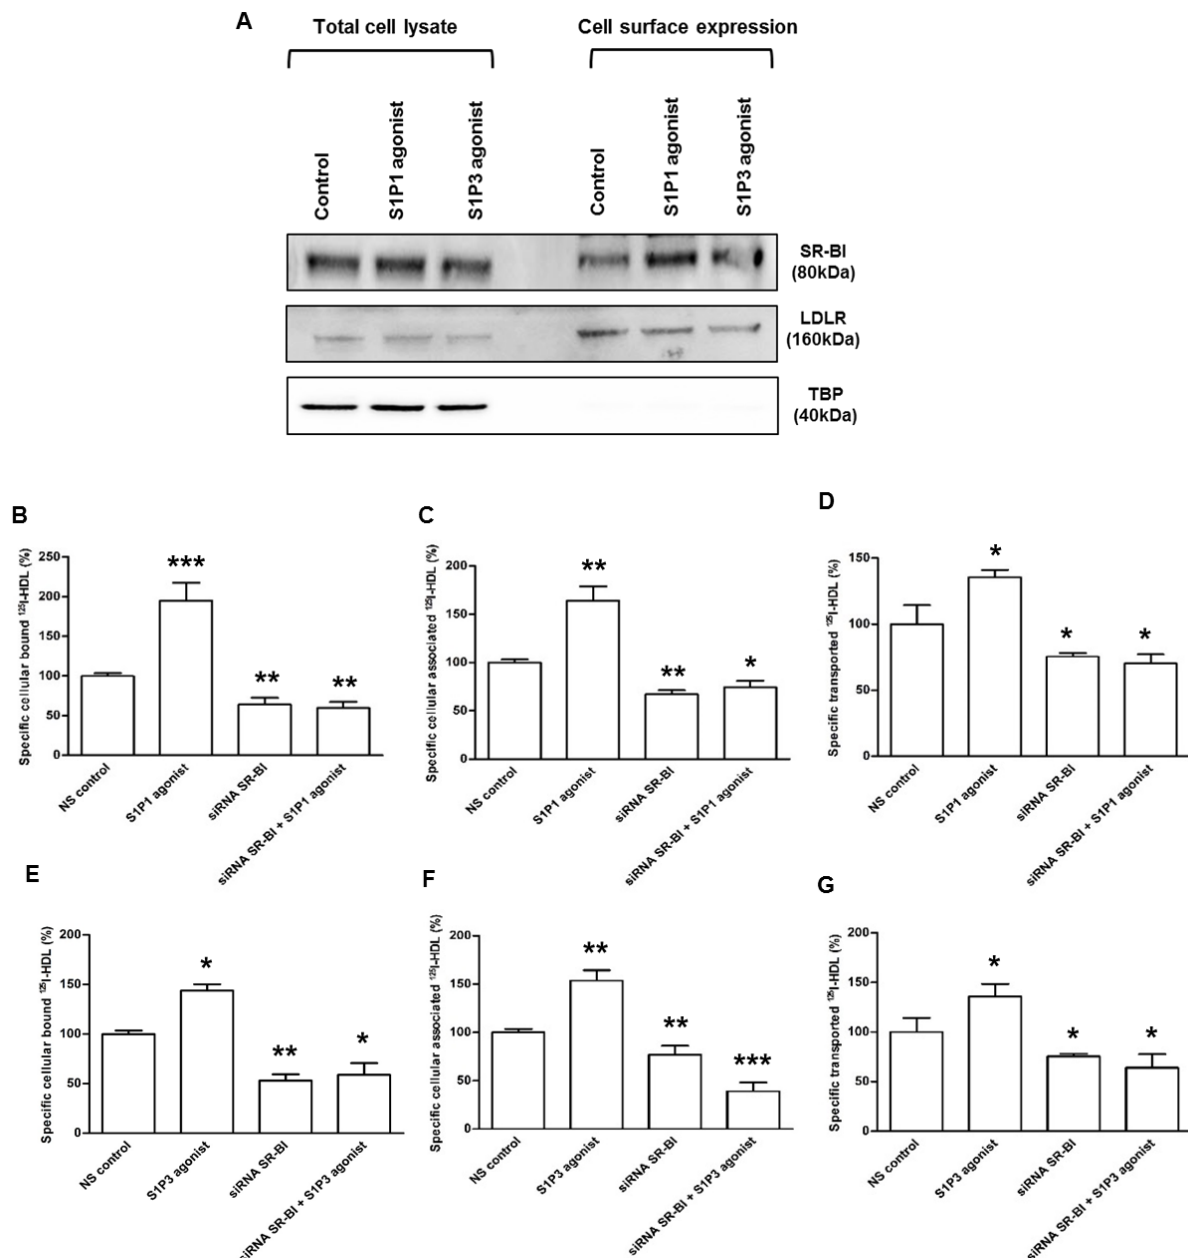 A
Total cell lysate
Cell surface expression
Control
S1P1 agonist
S1P3 agonist
Control
S1P1 agonist
S1P3 agonist
SR-BI
(80kDa)
LDLR
(160kDa)
TBP
(40kDa)
B
Specific cellular bound ¹²⁵I-HDL (%)
250
200
150
100
50
0
***
**
**
NS control
S1P1 agonist
siRNA SR-BI
siRNA SR-BI + S1P1 agonist
C
Specific cellular associated ¹²⁵I-HDL (%)
200
150
100
50
0
**
**
*
NS control
S1P1 agonist
siRNA SR-BI
siRNA SR-BI + S1P1 agonist
D
Specific transported ¹²⁵I-HDL (%)
150
100
50
0
*
*
*
NS control
S1P1 agonist
siRNA SR-BI
siRNA SR-BI + S1P1 agonist
E
Specific cellular bound ¹²⁵I-HDL (%)
200
150
100
50
0
*
**
*
NS control
S1P3 agonist
siRNA SR-BI
siRNA SR-BI + S1P3 agonist
F
Specific cellular associated ¹²⁵I-HDL (%)
200
150
100
50
0
**
**
***
NS control
S1P3 agonist
siRNA SR-BI
siRNA SR-BI + S1P3 agonist
G
Specific transported ¹²⁵I-HDL (%)
200
150
100
50
0
*
*
*
NS control
S1P3 agonist
siRNA SR-BI
siRNA SR-BI + S1P3 agonist